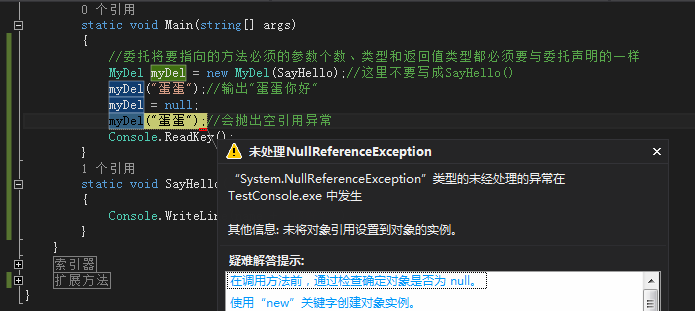 0 个引用
static void Main(string[] args)
{
//委托将要指向的方法必须的参数个数、类型和返回值类型都必须要与委托声明的一样
MyDel myDel = new MyDel(SayHello);//这里不要写成SayHello()
myDel("蛋蛋");//输出"蛋蛋你好"
myDel = null;
myDel("蛋蛋");//会抛出空引用异常
Console.ReadKey();
}
1 个引用
static void SayHello
{
Console.WriteLin
}
}
索引器
扩展方法
}
未处理NullReferenceException
“System.NullReferenceException”类型的未经处理的异常在
TestConsole.exe 中发生
其他信息: 未将对象引用设置到对象的实例。
疑难解答提示:
在调用方法前，通过检查确定对象是否为 null。
使用“new”关键字创建对象实例。